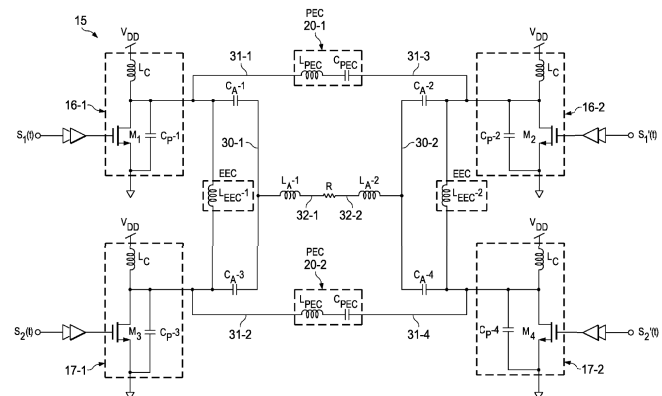 15
V_DD
L_C
16-1
S_1(t)
M_1
C_P-1
31-1
C_A-1
30-1
PEC
20-1
L_PEC
C_PEC
31-3
C_A-2
30-2
V_DD
L_C
16-2
M_2
C_P-2
S_1'(t)
EEC
L_EEC-1
L_A-1
R
L_A-2
32-1
32-2
EEC
L_EEC-2
V_DD
L_C
S_2(t)
M_3
C_P-3
17-1
C_A-3
31-2
PEC
20-2
L_PEC
C_PEC
31-4
C_A-4
V_DD
L_C
C_P-4
M_4
S_2'(t)
17-2